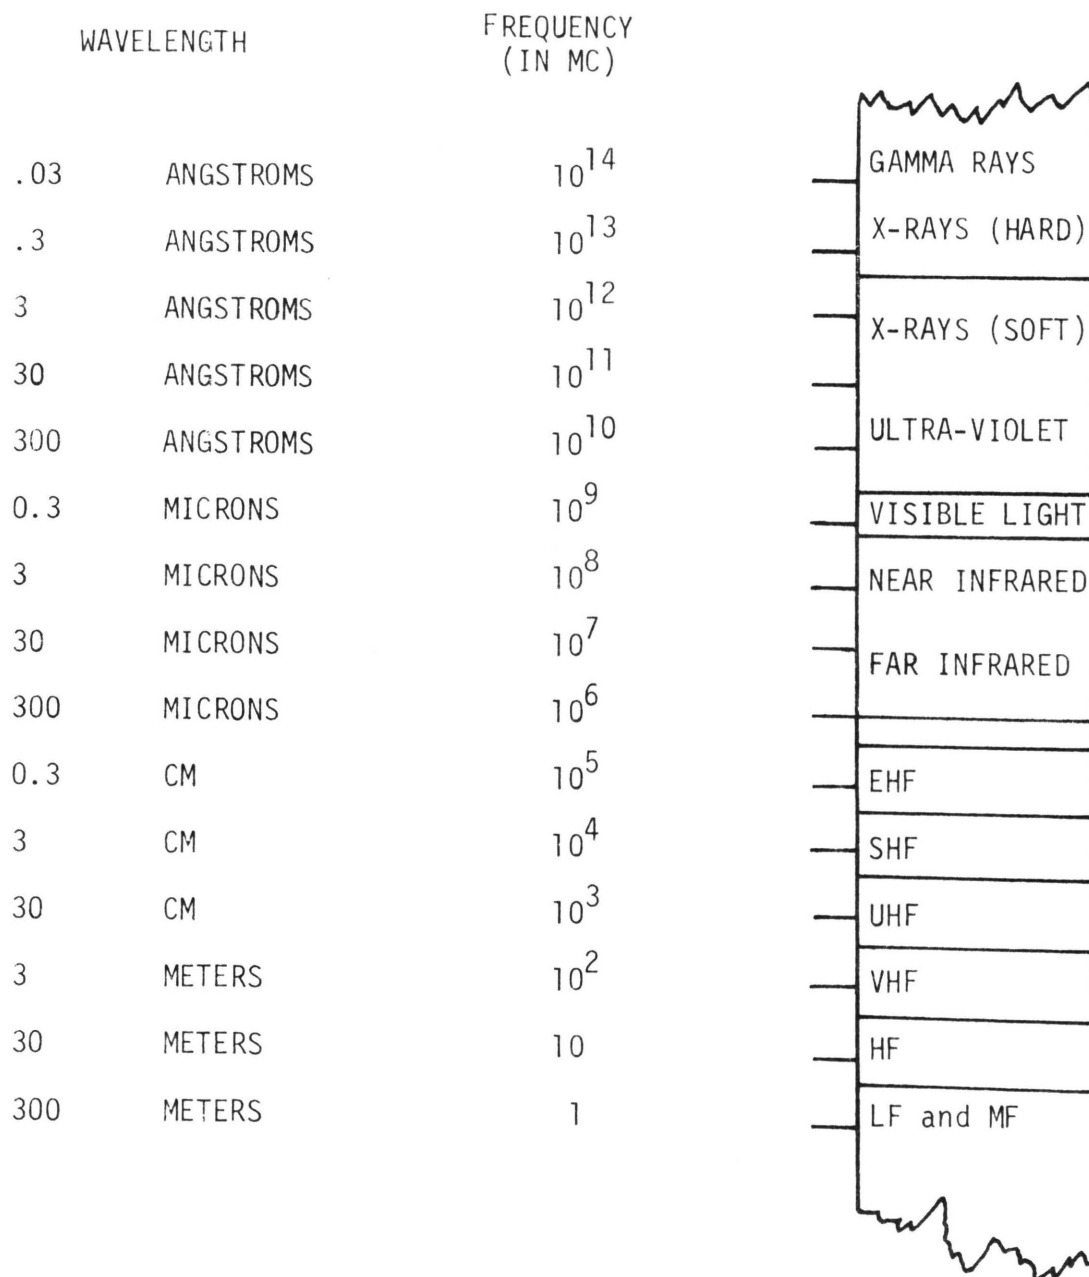 WAVELENGTH FREQUENCY
(IN MC)
.03 ANGSTROMS 10^14 GAMMA RAYS
.3 ANGSTROMS 10^13 X-RAYS (HARD)
3 ANGSTROMS 10^12 X-RAYS (SOFT)
30 ANGSTROMS 10^11
300 ANGSTROMS 10^10 ULTRA-VIOLET
0.3 MICRONS 10^9 VISIBLE LIGHT
3 MICRONS 10^8 NEAR INFRARED
30 MICRONS 10^7 FAR INFRARED
300 MICRONS 10^6
0.3 CM 10^5 EHF
3 CM 10^4 SHF
30 CM 10^3 UHF
3 METERS 10^2 VHF
30 METERS 10 HF
300 METERS 1 LF and MF